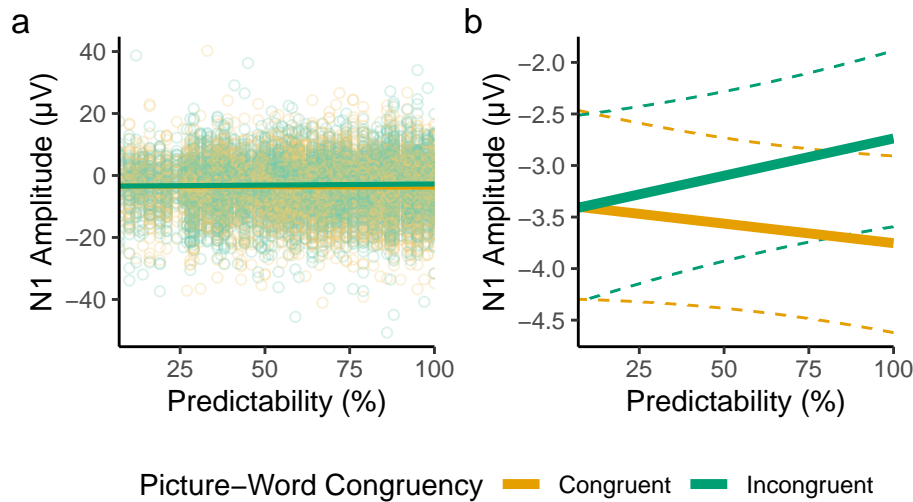 a
b
N1 Amplitude (μV)
40
20
0
−20
−40
25
50
75
100
Predictability (%)
N1 Amplitude (μV)
−2.0
−2.5
−3.0
−3.5
−4.0
−4.5
25
50
75
100
Predictability (%)
Picture−Word Congruency
Congruent
Incongruent